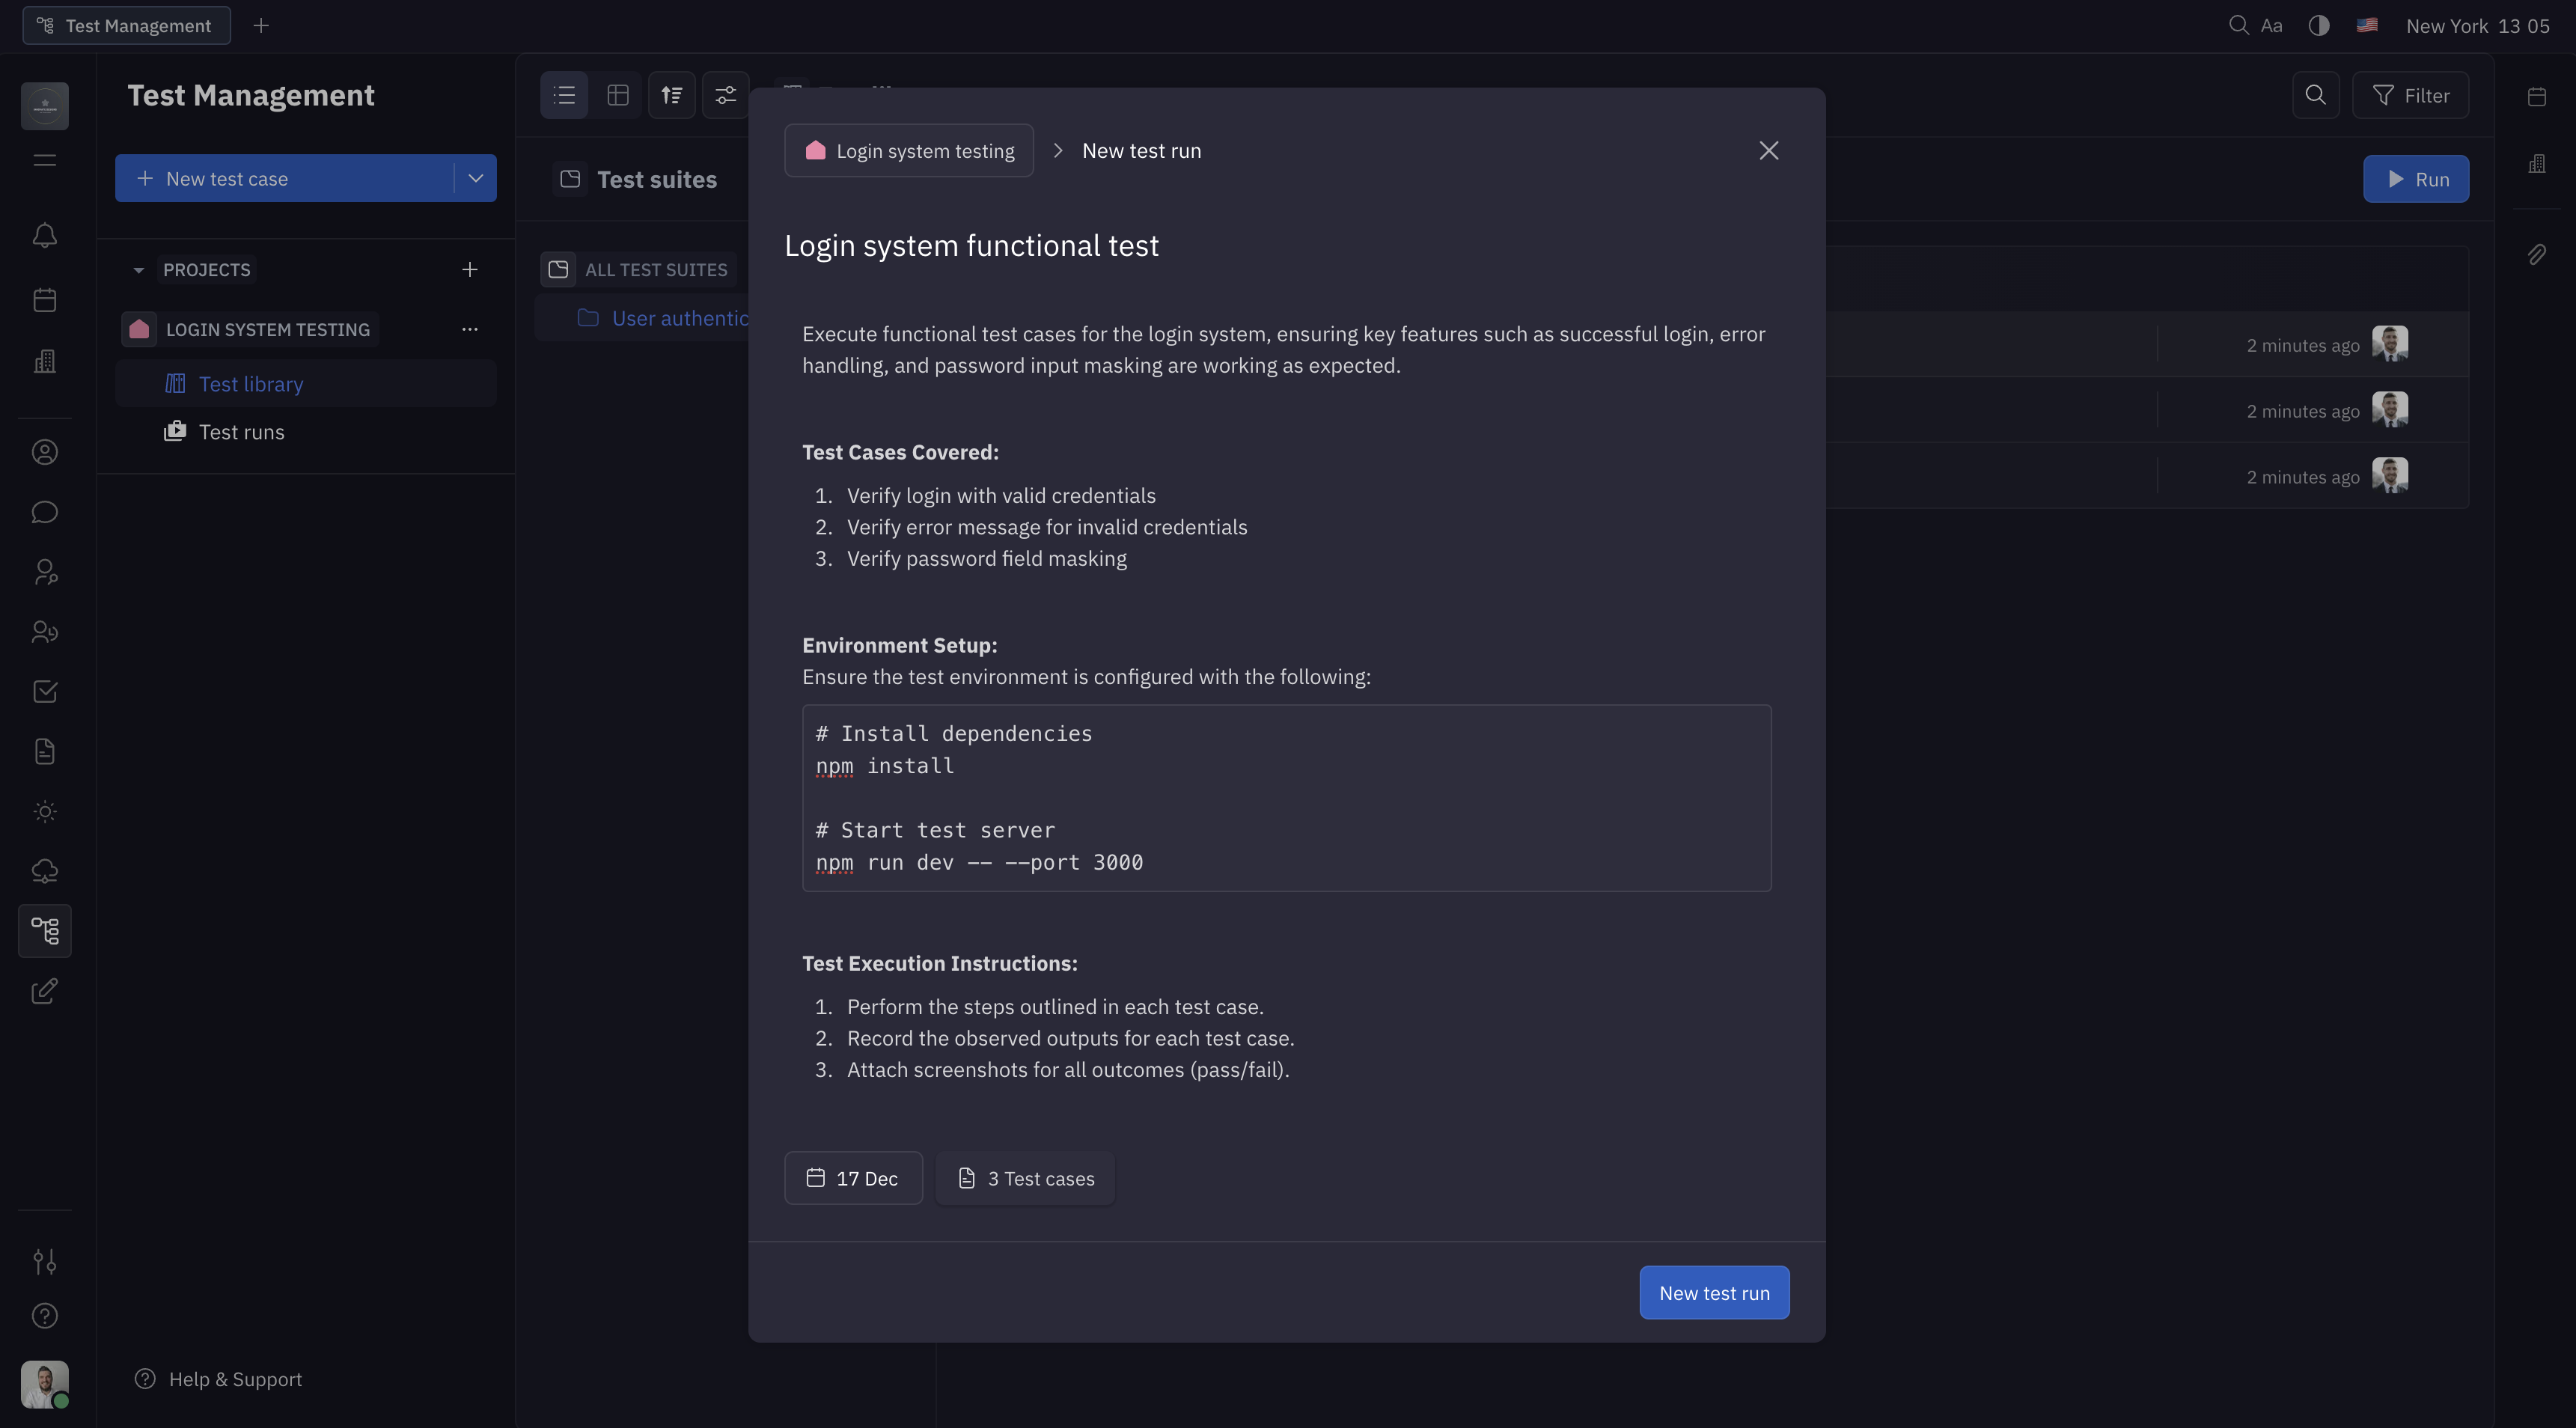 Test Management
Aa
New York 13 05
Test Management
New test case
PROJECTS
LOGIN SYSTEM TESTING
Test library
Test runs
Help & Support
Test suites
ALL TEST SUITES
User authentic
Filter
Run
2 minutes ago
2 minutes ago
2 minutes ago
Login system testing
New test run
Login system functional test
Execute functional test cases for the login system, ensuring key features such as successful login, error
handling, and password input masking are working as expected.
Test Cases Covered:
1. Verify login with valid credentials
2. Verify error message for invalid credentials
3. Verify password field masking
Environment Setup:
Ensure the test environment is configured with the following:
# Install dependencies
npm install
# Start test server
npm run dev -- --port 3000
Test Execution Instructions:
1. Perform the steps outlined in each test case.
2. Record the observed outputs for each test case.
3. Attach screenshots for all outcomes (pass/fail).
17 Dec
3 Test cases
New test run